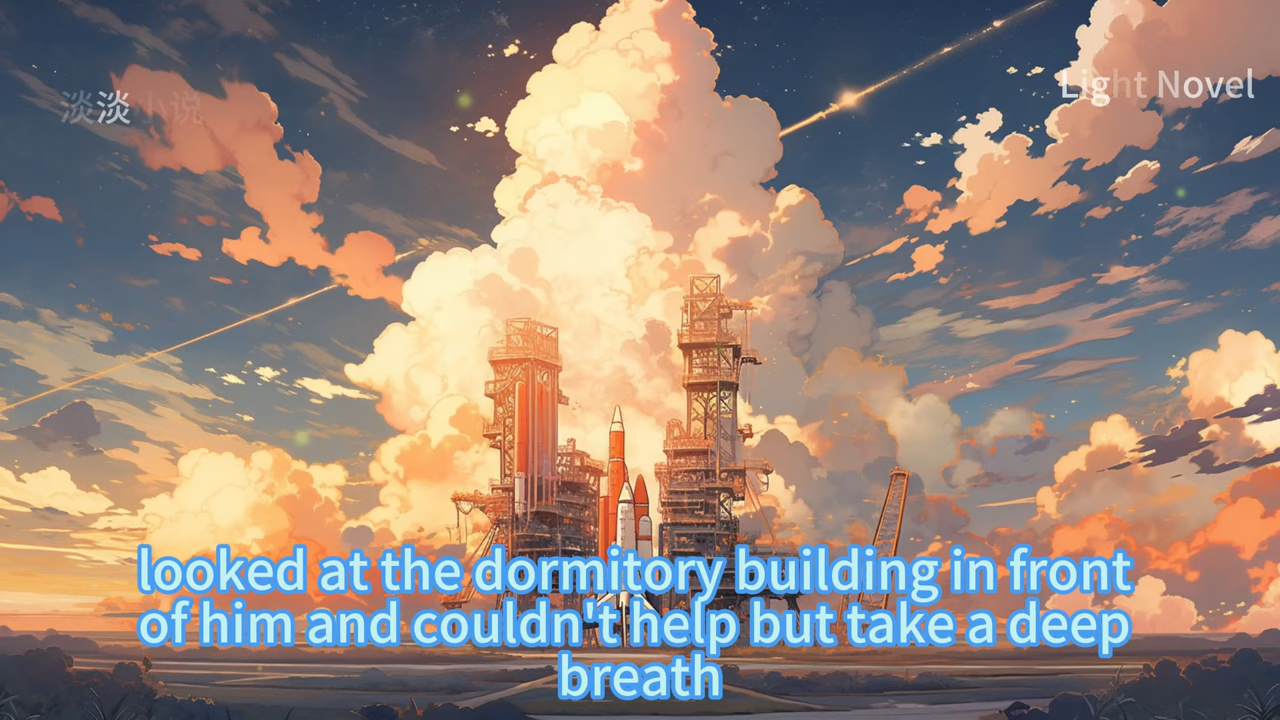 淡淡小说
Light Novel
looked at the dormitory building in front
of him and couldn't help but take a deep
breath